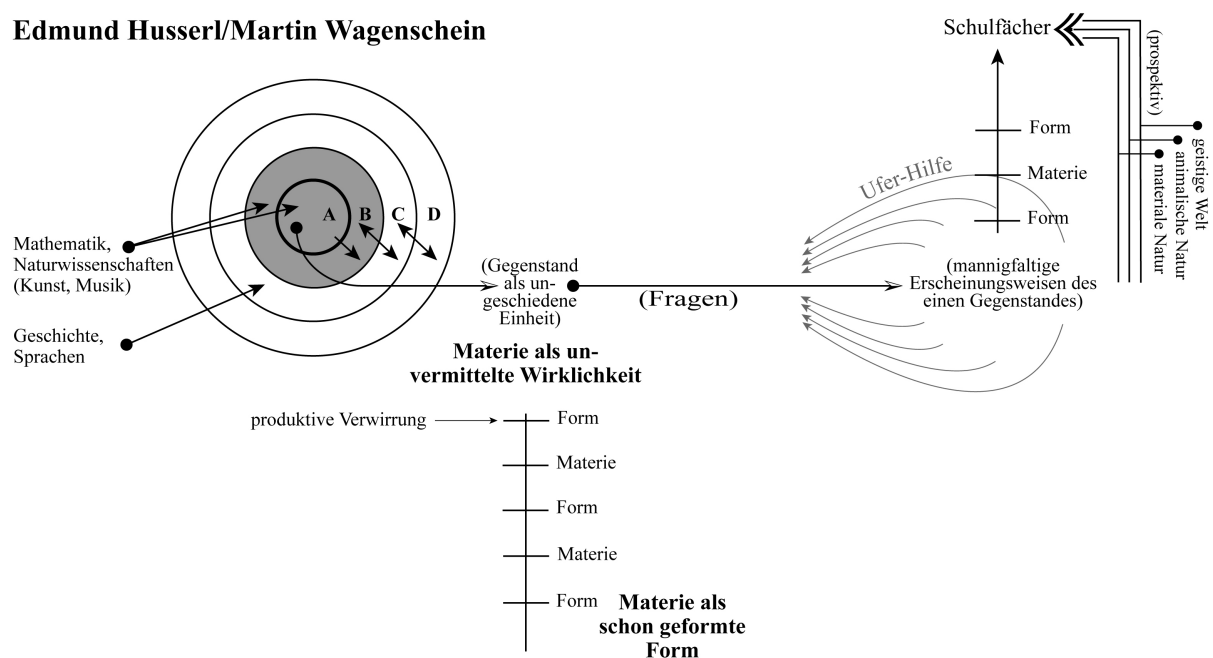 Edmund Husserl/Martin Wagenschein
Schulfächer
(prospektiv)
geistige Welt
animalische Natur
materiale Natur
Form
Materie
Form
Ufer-Hilfe
A B C D
Mathematik,
Naturwissenschaften
(Kunst, Musik)
Geschichte,
Sprachen
(Gegenstand
als un-
geschiedene
Einheit)
(Fragen)
(mannigfaltige
Erscheinungsweisen des
einen Gegenstandes)
Materie als un-
vermittelte Wirklichkeit
produktive Verwirrung
Form
Materie
Form
Materie
Form
Materie als
schon geformte
Form